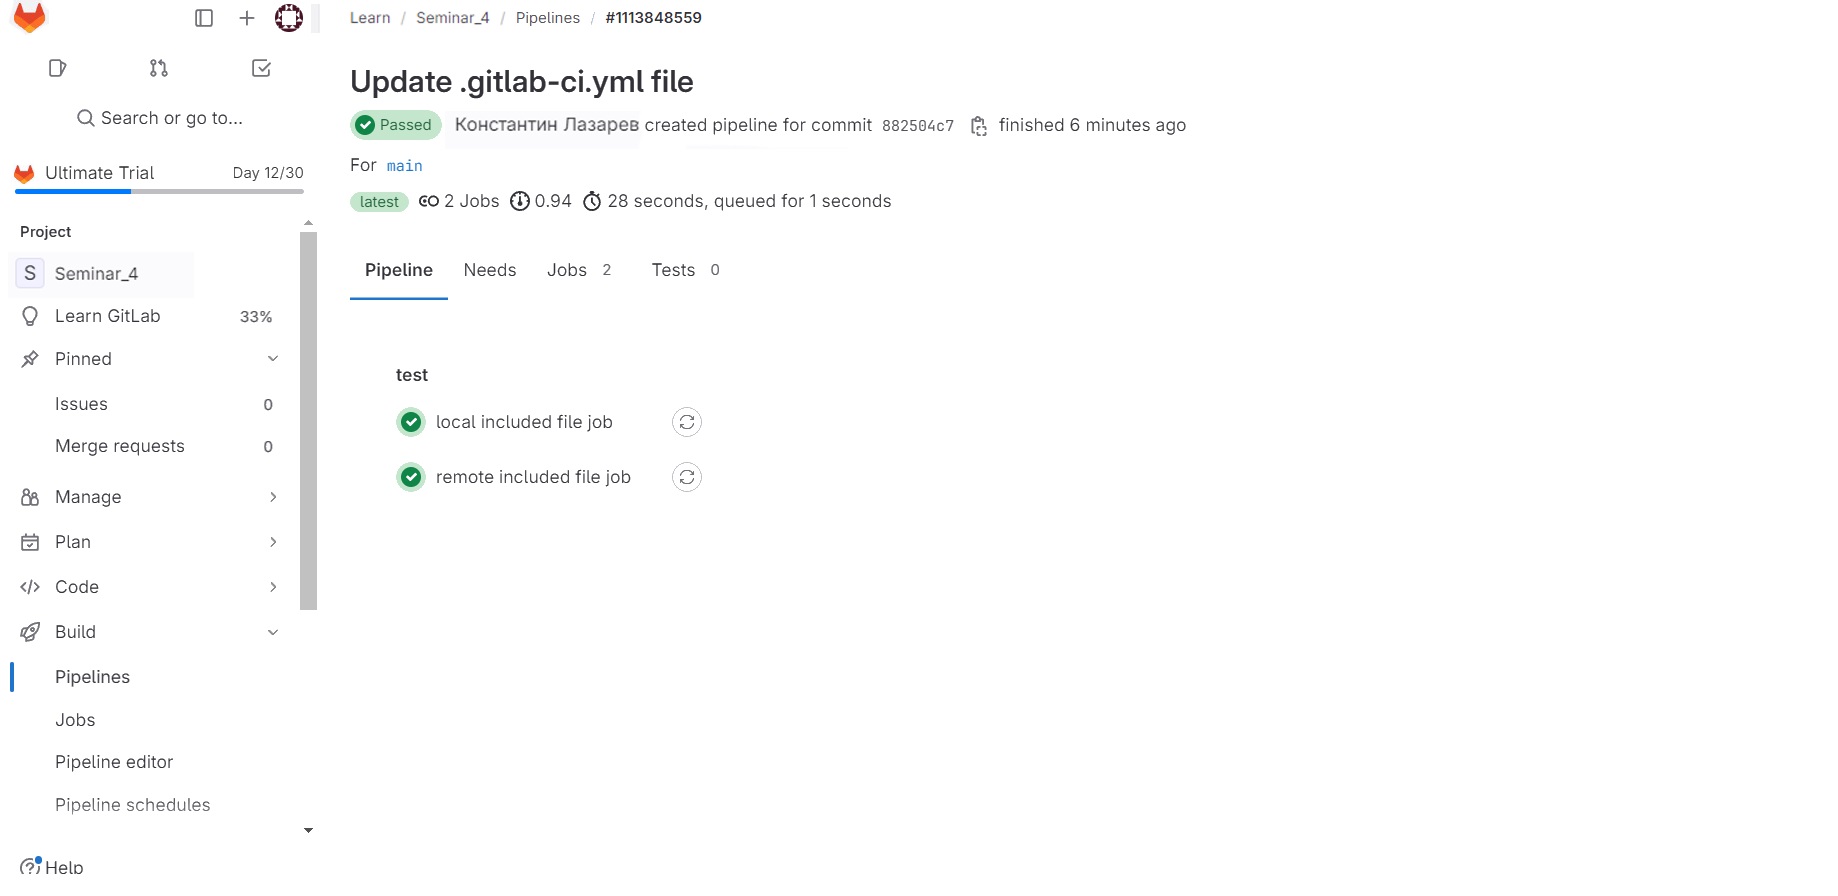 Learn / Seminar_4 / Pipelines / #1113848559
Search or go to...
Ultimate Trial Day 12/30
Project
S Seminar_4
Learn GitLab 33%
Pinned
Issues 0
Merge requests 0
Manage
Plan
Code
Build
Pipelines
Jobs
Pipeline editor
Pipeline schedules
Help
Update .gitlab-ci.yml file
Passed Константин Лазарев created pipeline for commit 882504c7 finished 6 minutes ago
For main
latest 2 Jobs 0.94 28 seconds, queued for 1 seconds
Pipeline Needs Jobs 2 Tests 0
test
local included file job
remote included file job